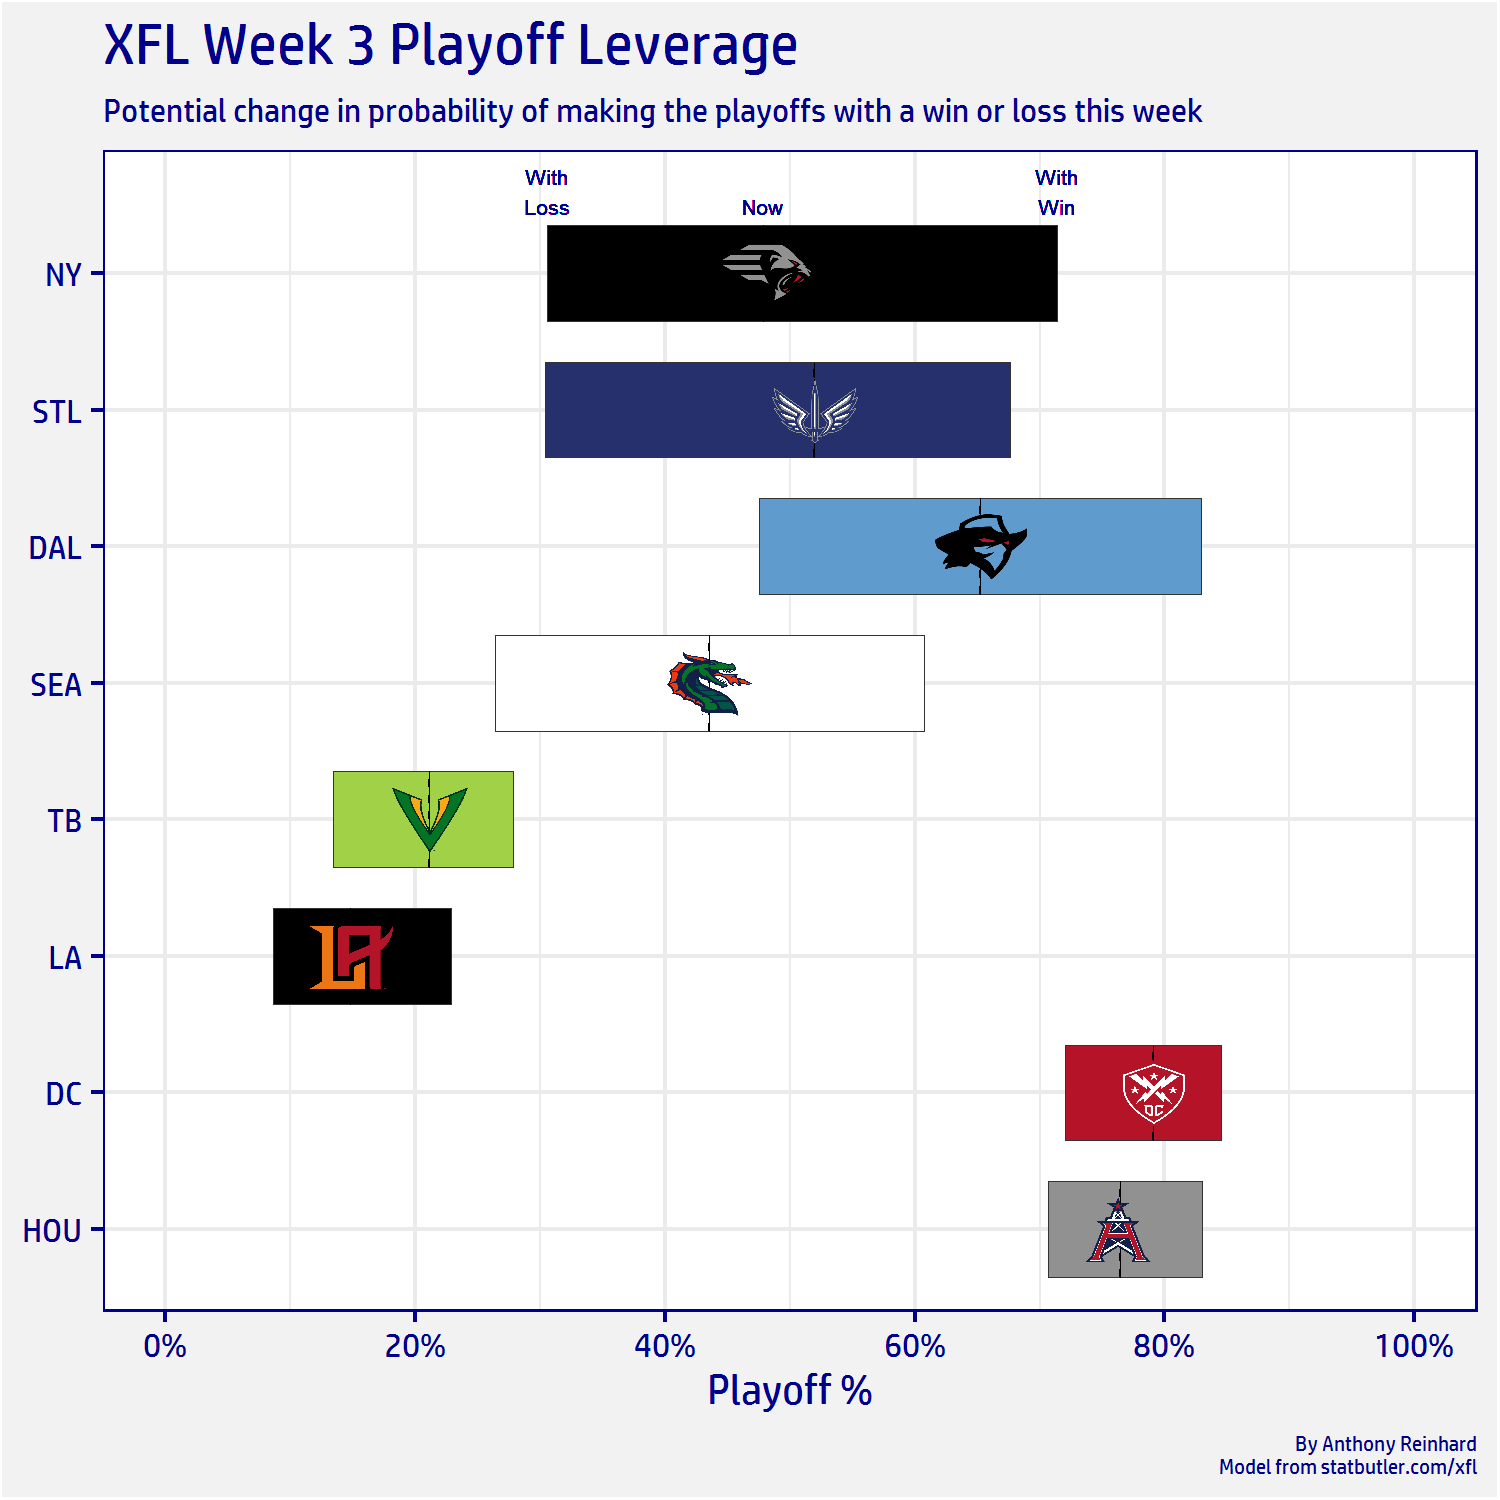 XFL Week 3 Playoff Leverage
Potential change in probability of making the playoffs with a win or loss this week
With
Loss
Now
With
Win
NY
STL
DAL
SEA
TB
LA
LA
DC
DC
HOU
0%
20%
40%
60%
80%
100%
Playoff %
By Anthony Reinhard
Model from statbutler.com/xfl